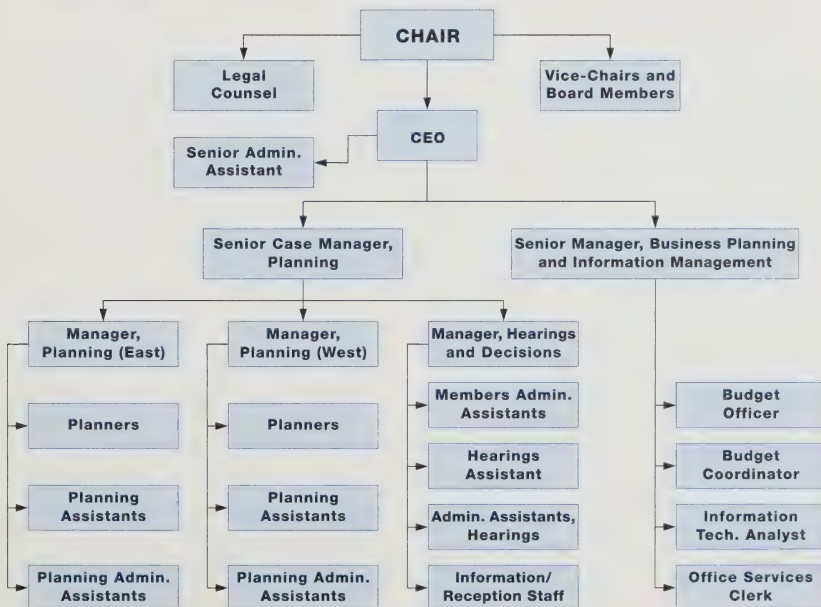 CHAIR
Legal
Counsel
Vice-Chairs and
Board Members
CEO
Senior Admin.
Assistant
Senior Case Manager,
Planning
Senior Manager, Business Planning
and Information Management
Manager,
Planning (East)
Manager,
Planning (West)
Manager, Hearings
and Decisions
Planners
Planners
Members Admin.
Assistants
Budget
Officer
Planning
Assistants
Planning
Assistants
Hearings
Assistant
Budget
Coordinator
Admin. Assistants,
Hearings
Information
Tech. Analyst
Planning Admin.
Assistants
Planning Admin.
Assistants
Information/
Reception Staff
Office Services
Clerk